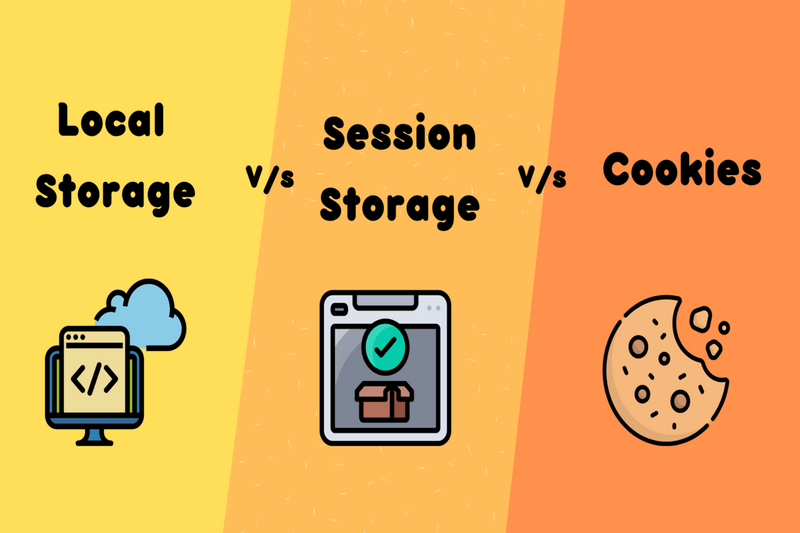 Local
Storage
V/s
Session
Storage
V/s
Cookies
</>